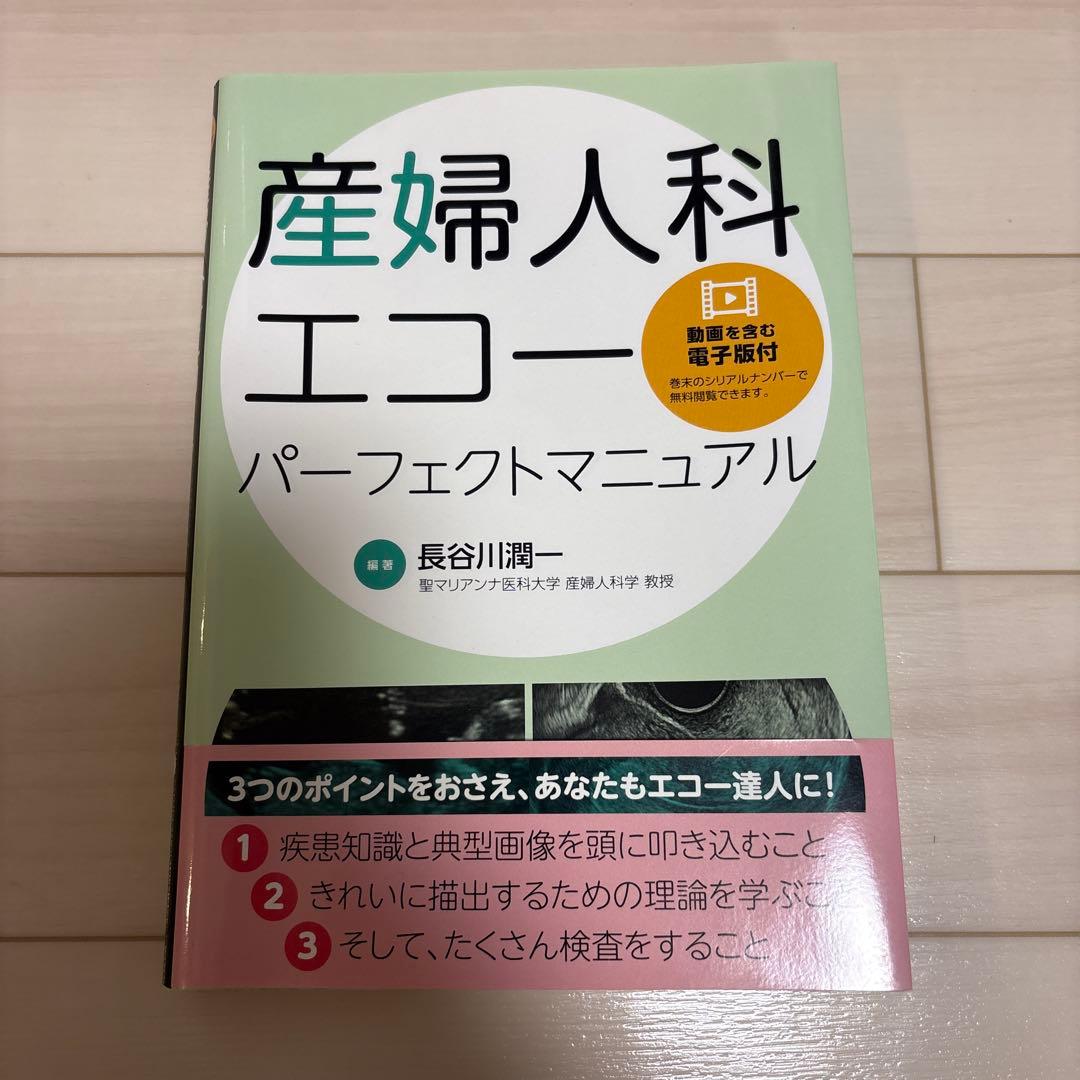 産婦人科
エコー
パーフェクトマニュアル
動画を含む
電子版付
巻末のシリアルナンバーで
無料閲覧できます。
編著
長谷川潤一
聖マリアンナ医科大学 産婦人科学 教授
3つのポイントをおさえ、あなたもエコー達人に!
1 疾患知識と典型画像を頭に叩き込むこと
2 きれいに描出するための理論を学ぶこと
3 そして、たくさん検査をすること